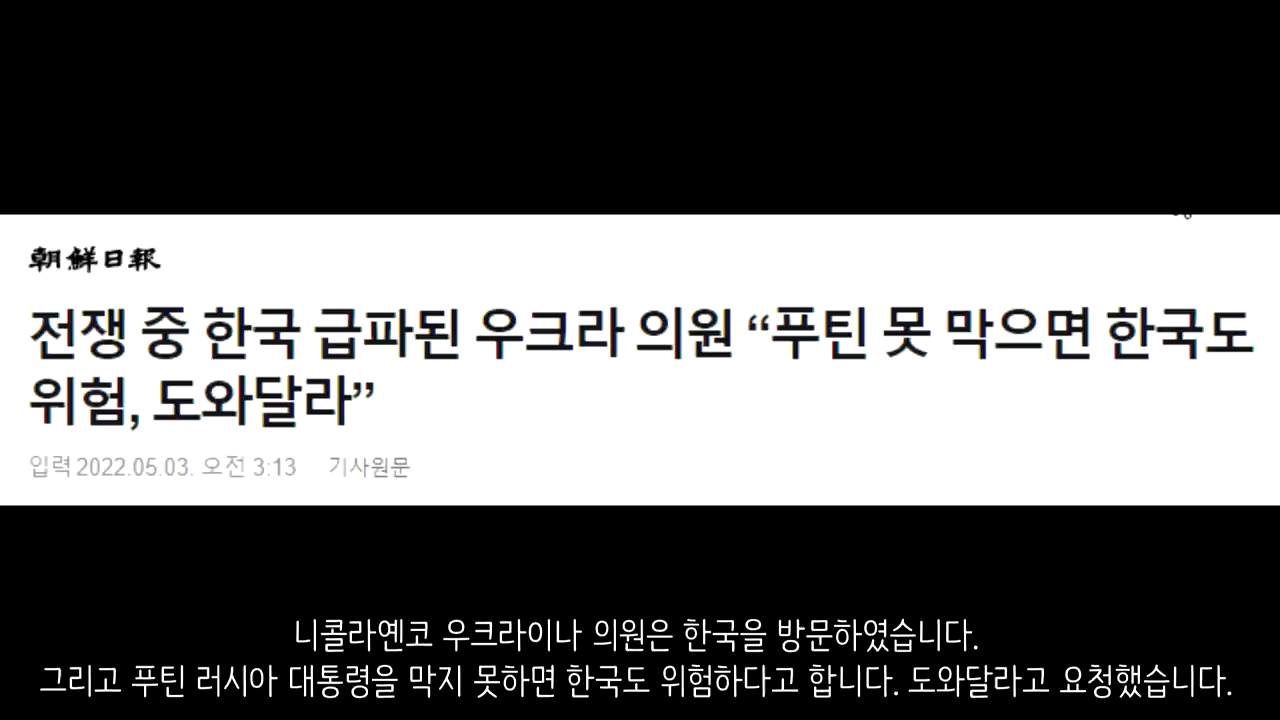 朝鮮日報
전쟁 중 한국 급파된 우크라 의원 “푸틴 못 막으면 한국도
위험, 도와달라”
입력 2022.05.03. 오전 3:13 기사원문
니콜라옌코 우크라이나 의원은 한국을 방문하였습니다.
그리고 푸틴 러시아 대통령을 막지 못하면 한국도 위험하다고 합니다. 도와달라고 요청했습니다.